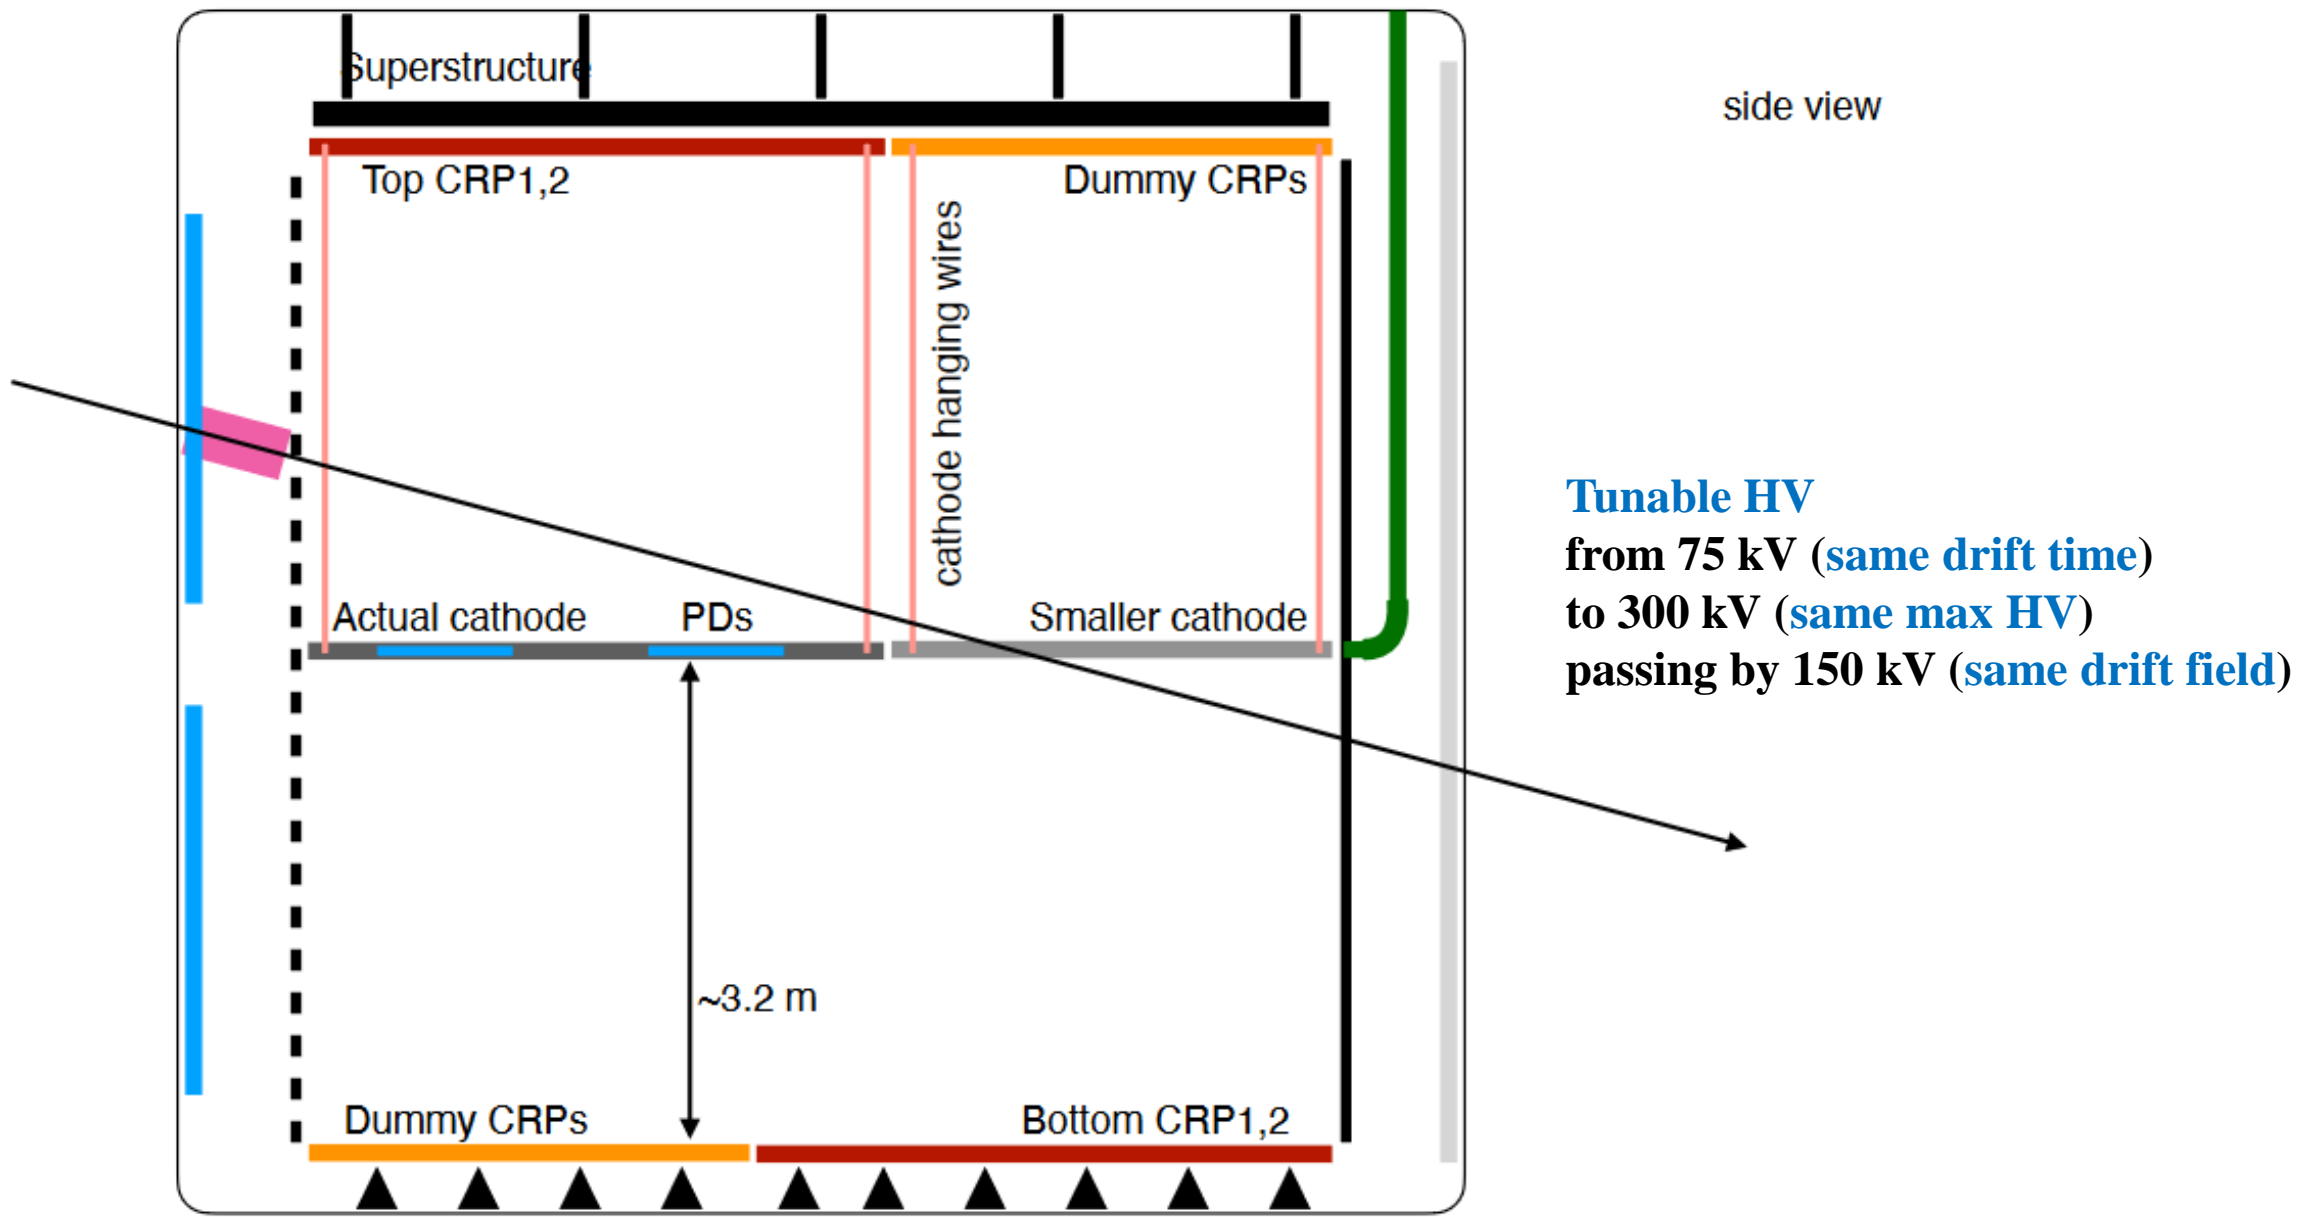 Superstructure
side view
Top CRP1,2
Dummy CRPs
cathode hanging wires
Tunable HV
from 75 kV (same drift time)
to 300 kV (same max HV)
passing by 150 kV (same drift field)
Actual cathode
PDs
Smaller cathode
~3.2 m
Dummy CRPs
Bottom CRP1,2